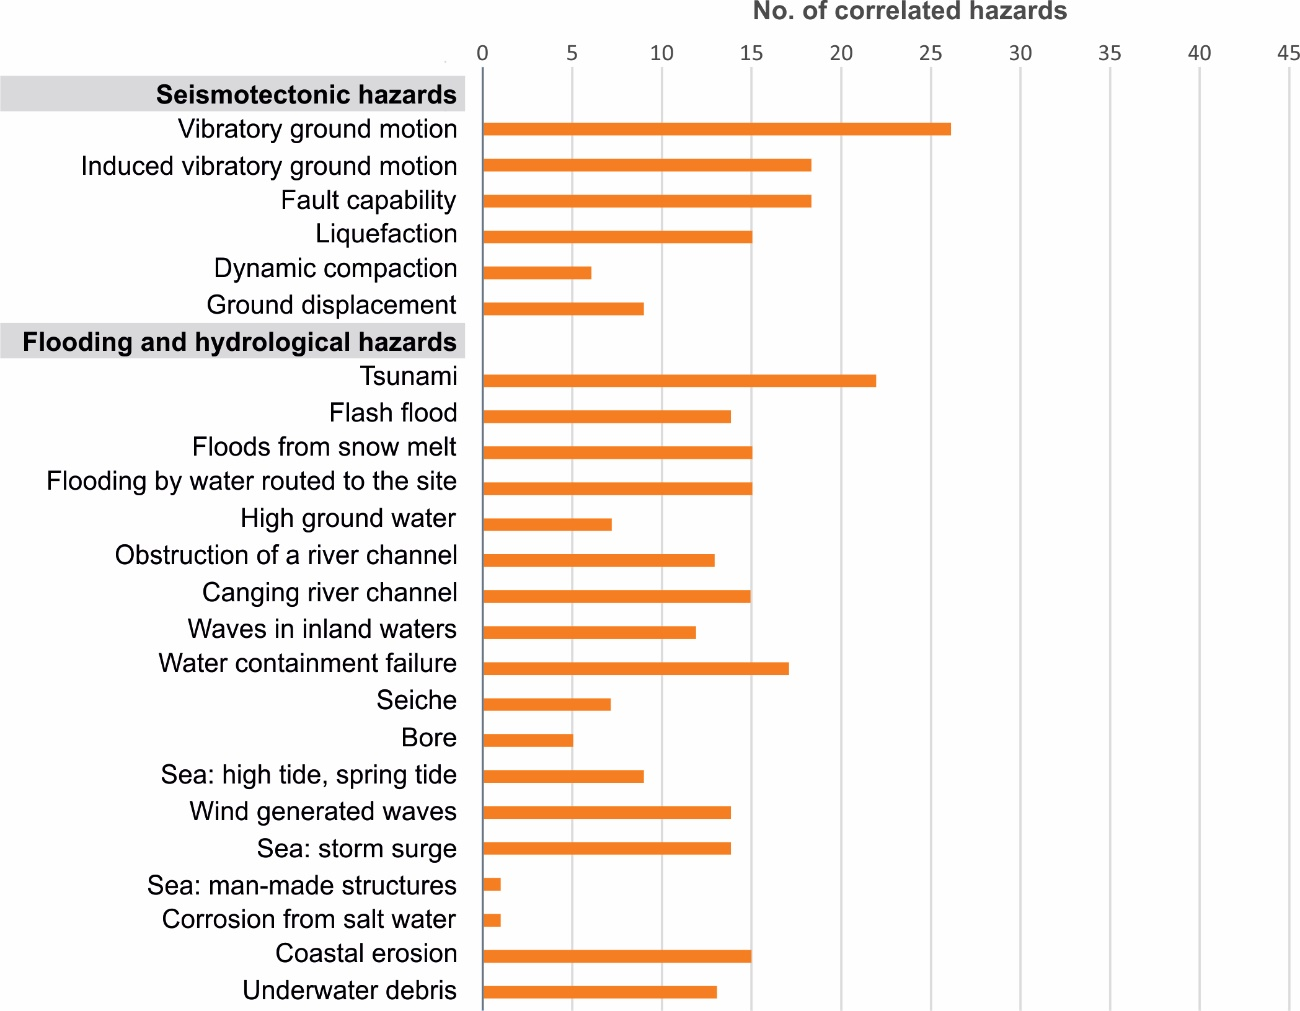 No. of correlated hazards
0 5 10 15 20 25 30 35 40 45
Seismotectonic hazards
Vibratory ground motion
Induced vibratory ground motion
Fault capability
Liquefaction
Dynamic compaction
Ground displacement
Flooding and hydrological hazards
Tsunami
Flash flood
Floods from snow melt
Flooding by water routed to the site
High ground water
Obstruction of a river channel
Canging river channel
Waves in inland waters
Water containment failure
Seiche
Bore
Sea: high tide, spring tide
Wind generated waves
Sea: storm surge
Sea: man-made structures
Corrosion from salt water
Coastal erosion
Underwater debris